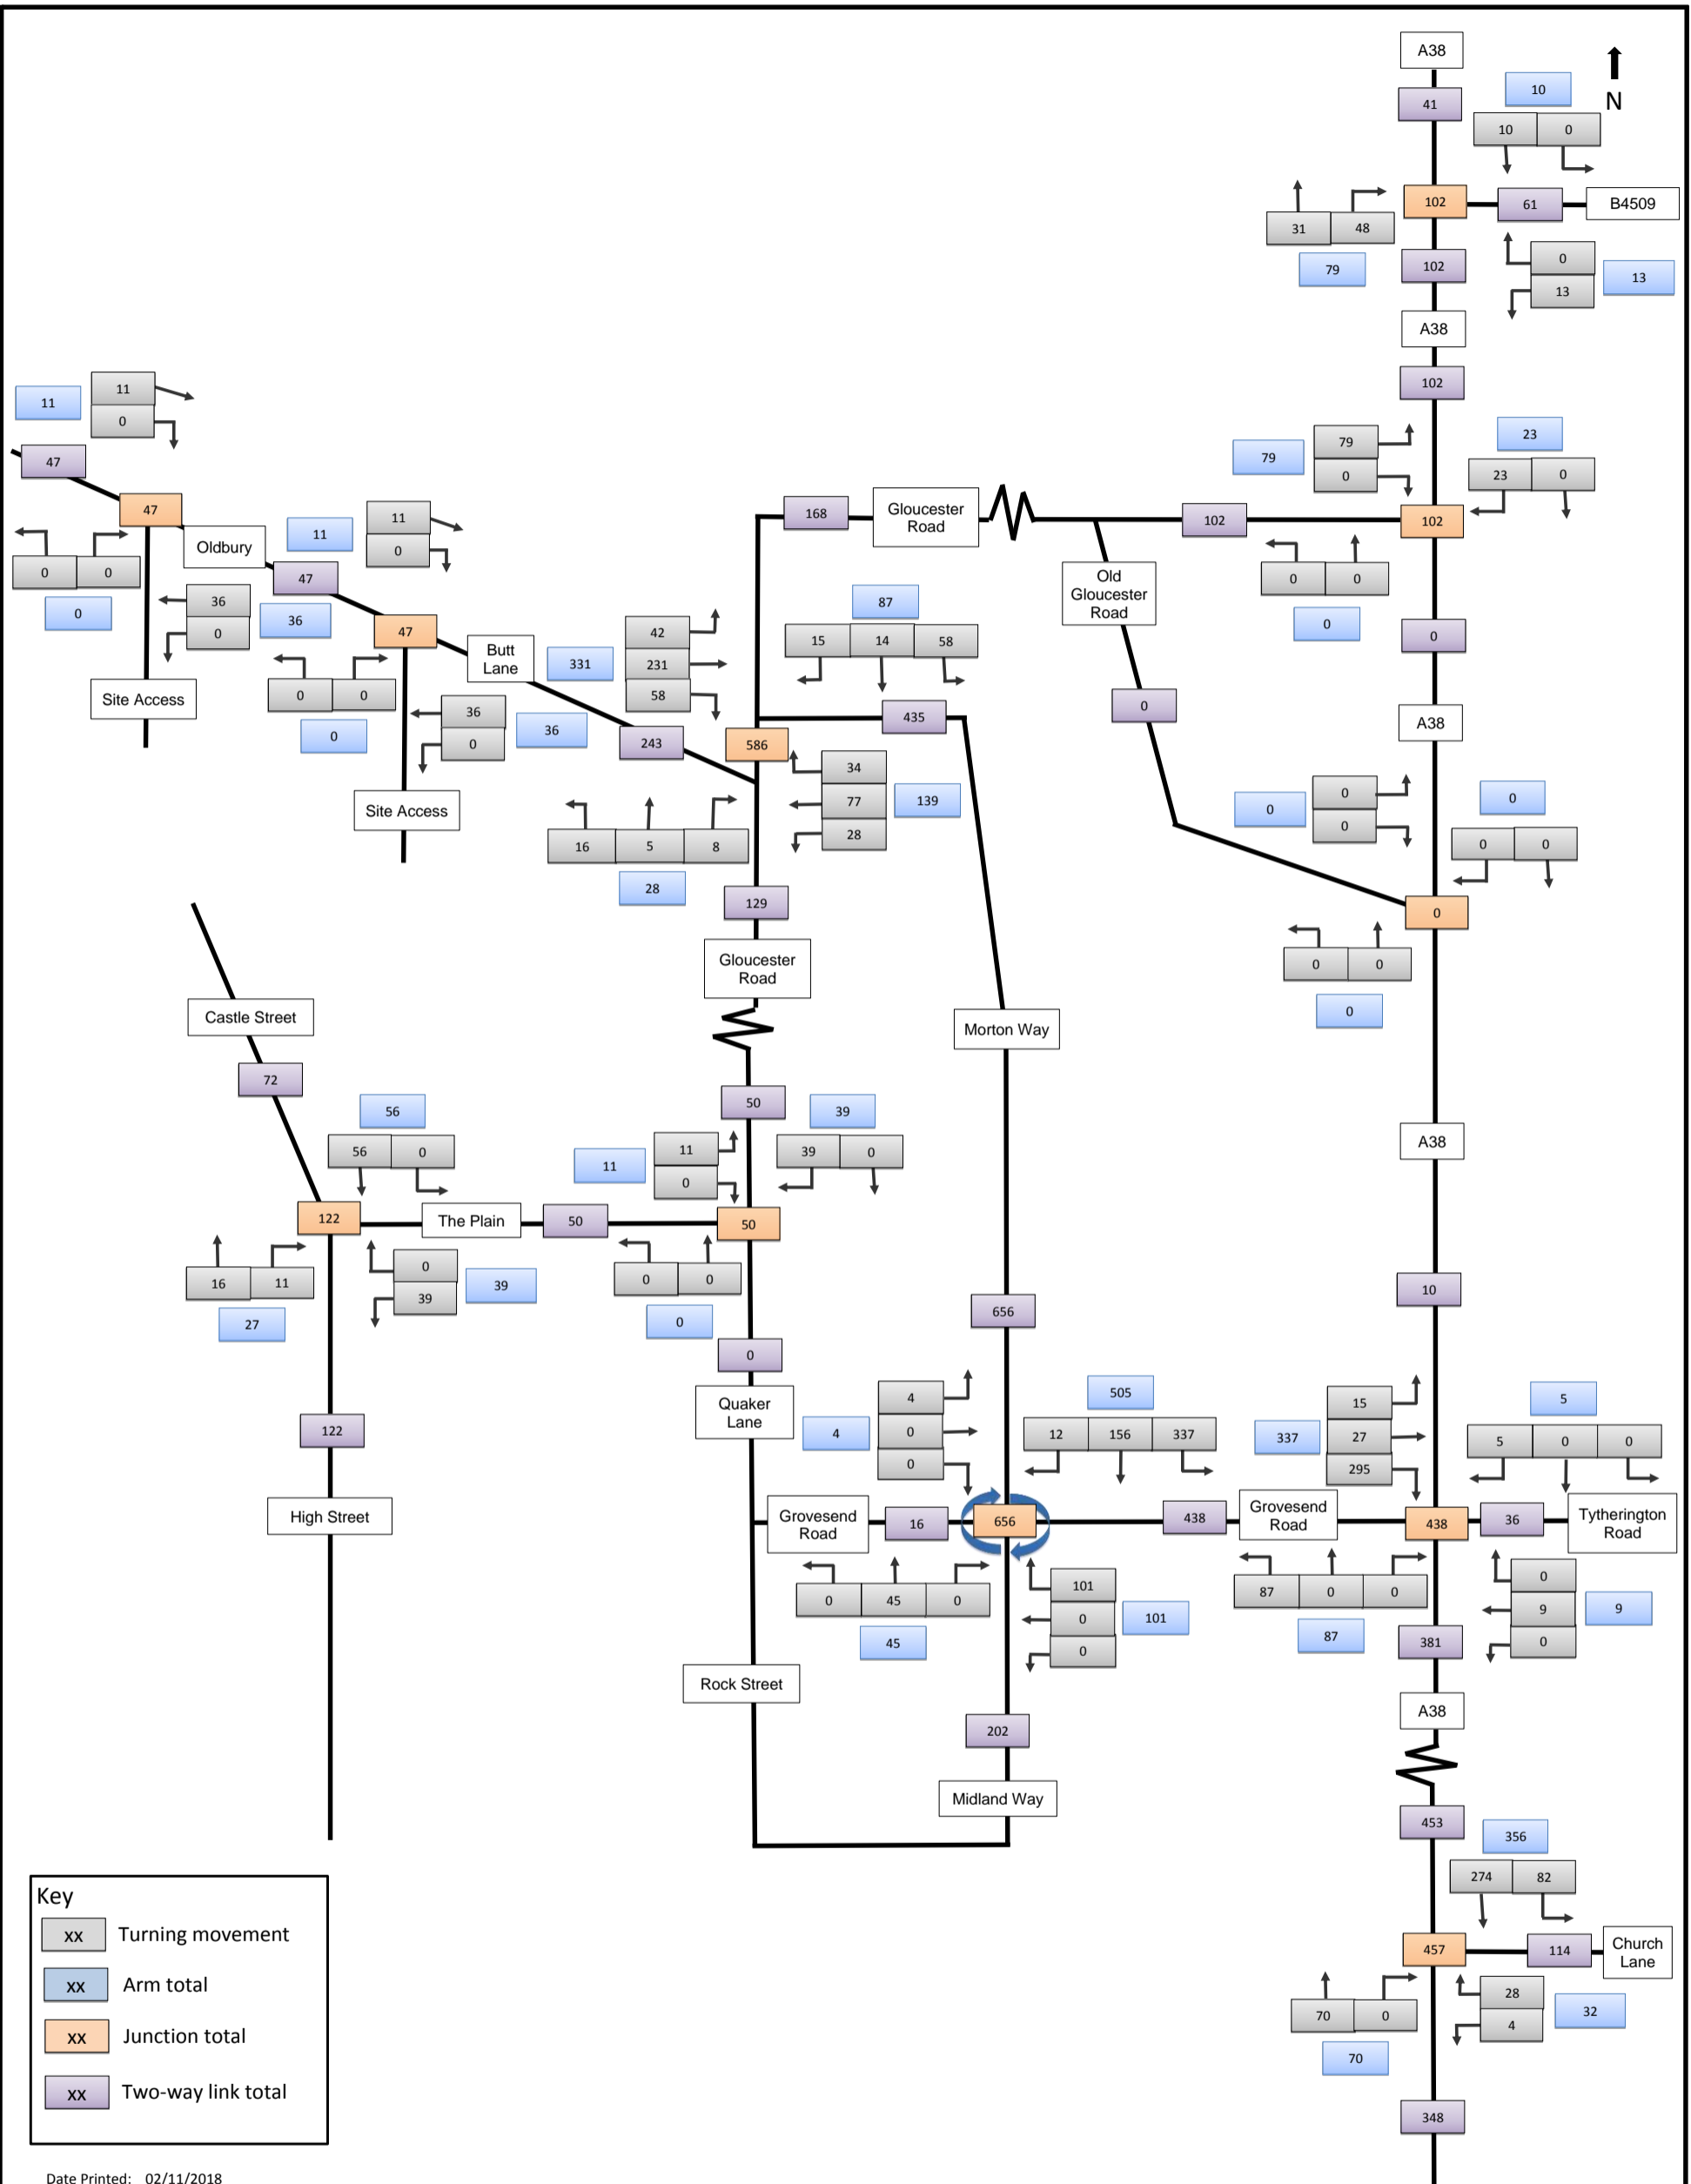 A38
41
10
N
10 0
102
61
B4509
31 48
79
102
0
13
13
A38
102
11
11
0
47
47
Oldbury
0 0
0
36
0
36
Site Access
11
11
0
47
47
Butt
Lane
0 0
0
36
0
36
Site Access
243
331
42
231
58
168
Gloucester
Road
87
15 14 58
435
586
34
77
28
139
16 5 8
28
129
Gloucester
Road
Old
Gloucester
Road
102
79
79
0
23
23 0
102
0 0
0
0
A38
0
0
0
0
0
0 0
0
0 0
0
Castle Street
72
56
56 0
122
The Plain
50
16 11
27
0
39
39
122
High Street
50
39
11
11
0
39 0
50
0 0
0
0
Quaker
Lane
Rock Street
Morton Way
656
A38
10
4
4
0
0
505
12 156 337
Grovesend
Road
16
656
438
Grovesend
Road
0 45 0
45
101
0
0
101
202
Midland Way
337
15
27
295
5
5 0 0
438
36
Tytherington
Road
87 0 0
87
0
9
0
9
381
A38
453
356
274 82
457
114
Church
Lane
70 0
70
28
4
32
348
Key
xx Turning movement
xx Arm total
xx Junction total
xx Two-way link total
Date Printed: 02/11/2018